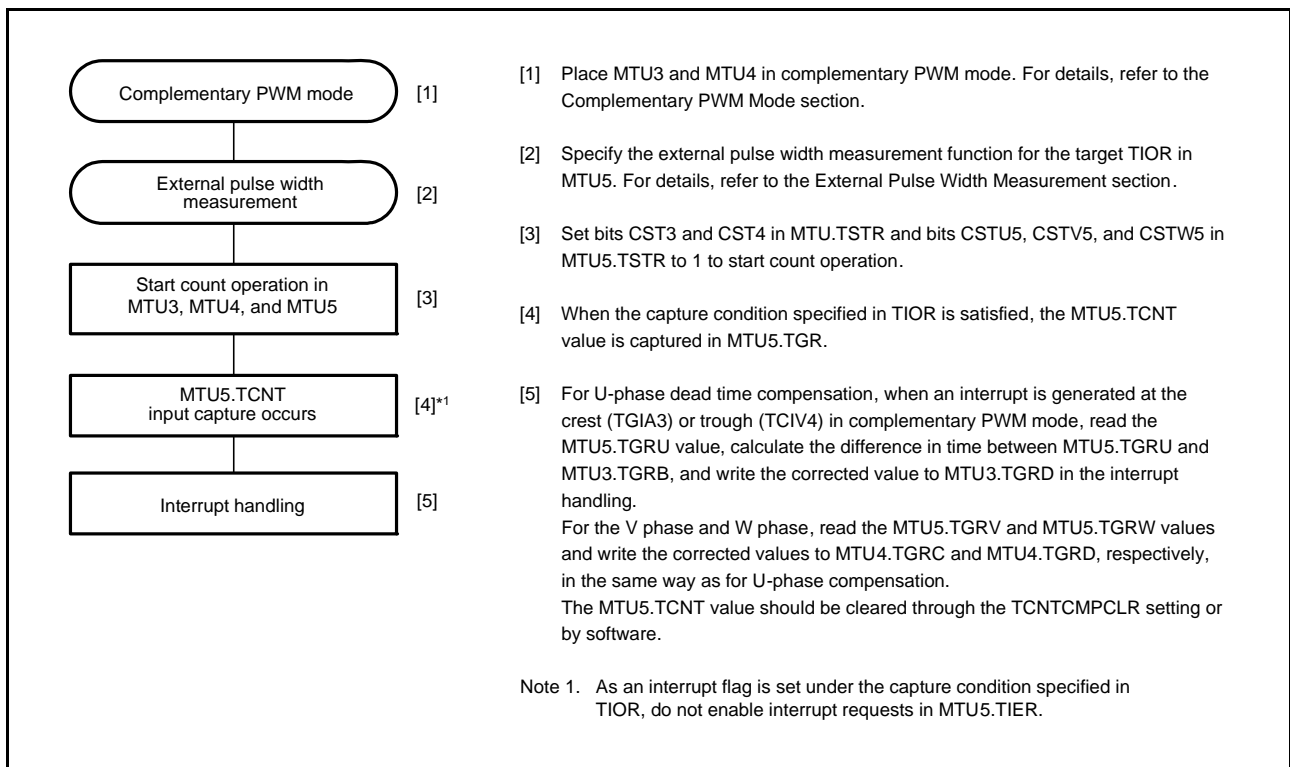 Complementary PWM mode [1]
External pulse width
measurement
[2]
Start count operation in
MTU3, MTU4, and MTU5
[3]
MTU5.TCNT
input capture occurs
[4]*1
Interrupt handling [5]
[1] Place MTU3 and MTU4 in complementary PWM mode. For details, refer to the
Complementary PWM Mode section.
[2] Specify the external pulse width measurement function for the target TIOR in
MTU5. For details, refer to the External Pulse Width Measurement section.
[3] Set bits CST3 and CST4 in MTU.TSTR and bits CSTU5, CSTV5, and CSTW5 in
MTU5.TSTR to 1 to start count operation.
[4] When the capture condition specified in TIOR is satisfied, the MTU5.TCNT
value is captured in MTU5.TGR.
[5] For U-phase dead time compensation, when an interrupt is generated at the
crest (TGIA3) or trough (TCIV4) in complementary PWM mode, read the
MTU5.TGRU value, calculate the difference in time between MTU5.TGRU and
MTU3.TGRB, and write the corrected value to MTU3.TGRD in the interrupt
handling.
For the V phase and W phase, read the MTU5.TGRV and MTU5.TGRW values
and write the corrected values to MTU4.TGRC and MTU4.TGRD, respectively,
in the same way as for U-phase compensation.
The MTU5.TCNT value should be cleared through the TCNTCMPCLR setting or
by software.
Note 1. As an interrupt flag is set under the capture condition specified in
TIOR, do not enable interrupt requests in MTU5.TIER.